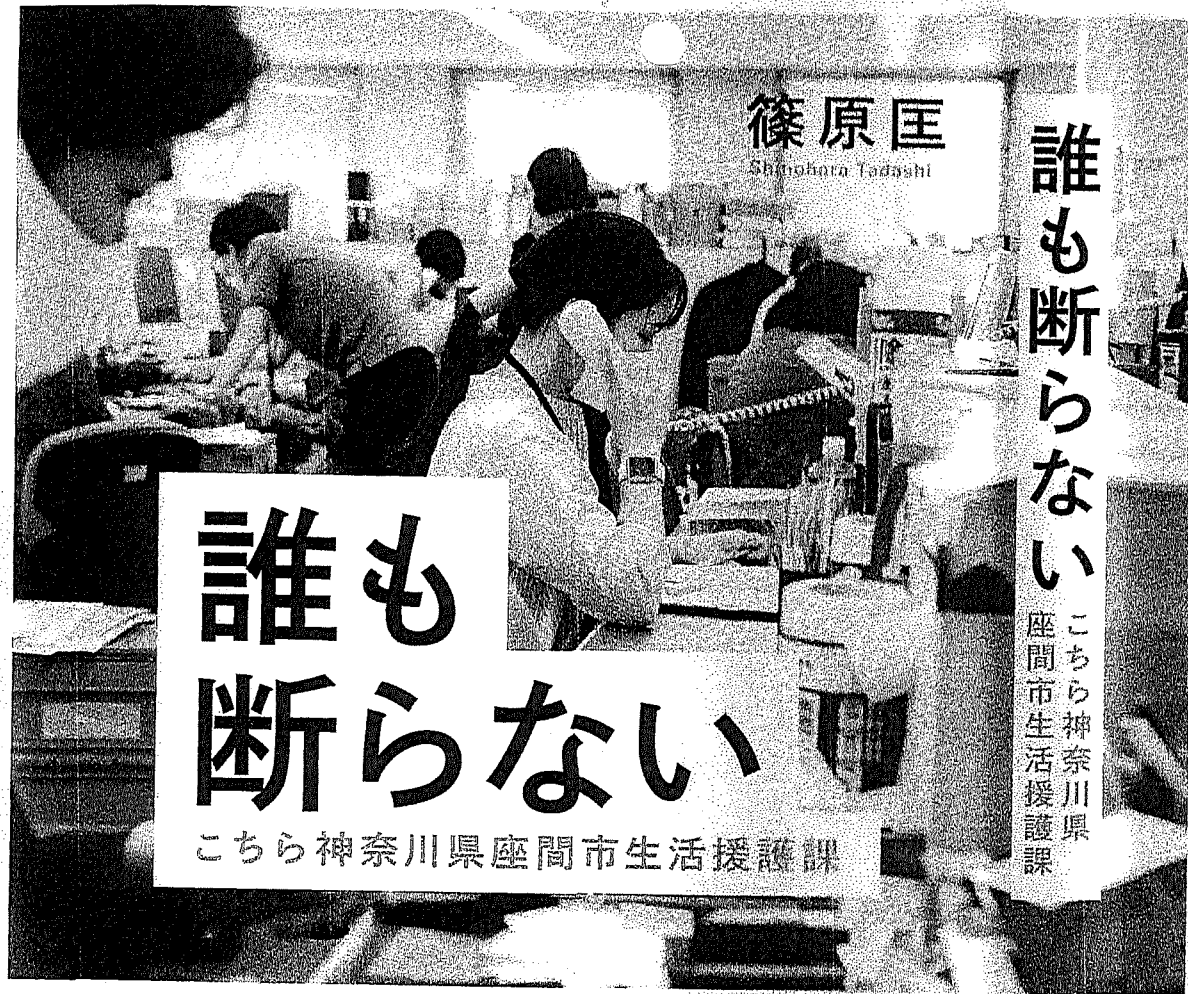 篠原匡
Shinohara Tadashi
誰も
断らない
こちら神奈川県座間市生活援護課
誰も断らない
こちら神奈川県
座間市生活援護課